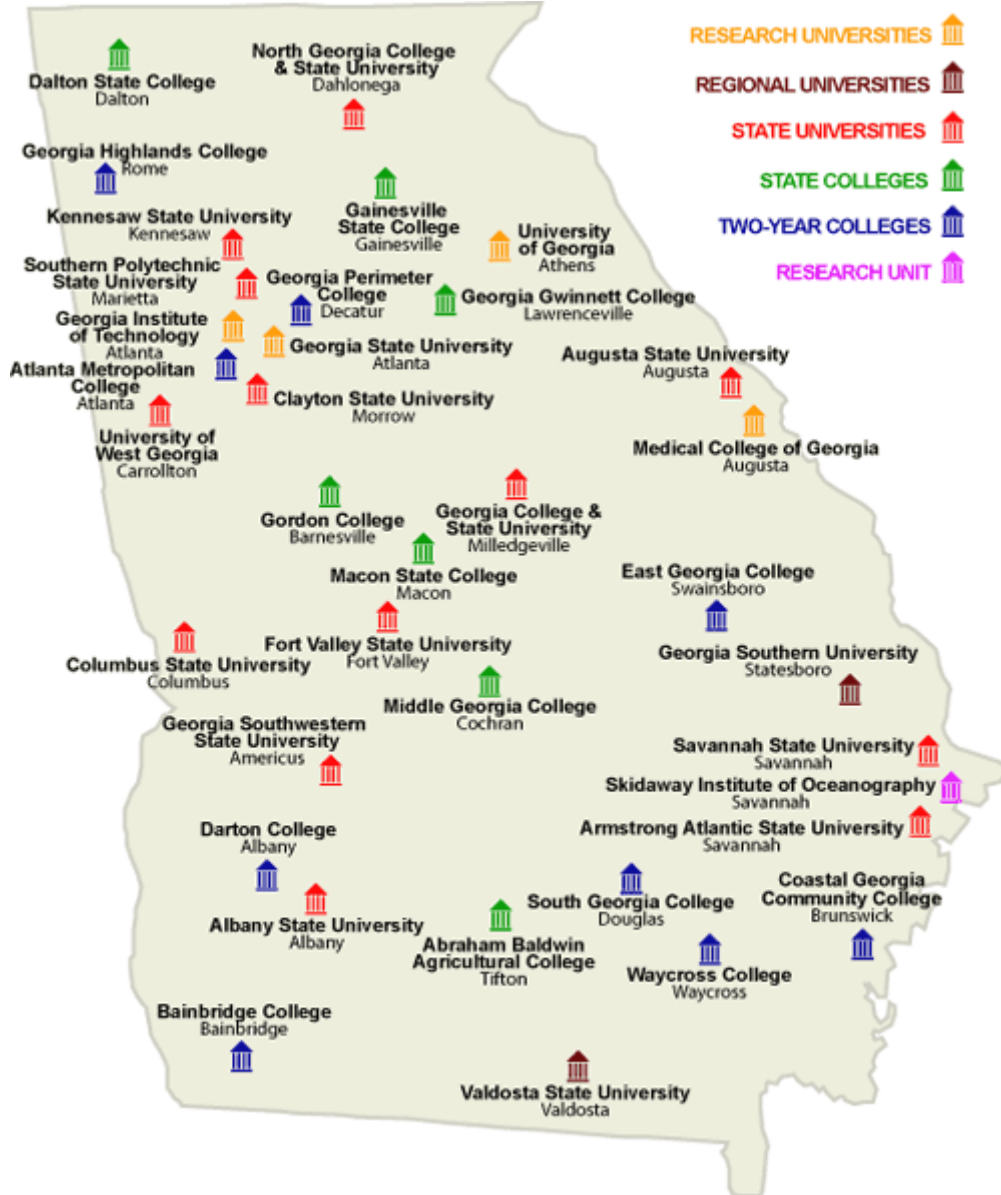 RESEARCH UNIVERSITIES
REGIONAL UNIVERSITIES
STATE UNIVERSITIES
STATE COLLEGES
TWO-YEAR COLLEGES
RESEARCH UNIT
Dalton State College
Dalton
North Georgia College
& State University
Dahlonega
Georgia Highlands College
Rome
Gainesville
State College
Gainesville
Kennesaw State University
Kennesaw
University
of Georgia
Athens
Southern Polytechnic
State University
Marietta
Georgia Perimeter
College
Decatur
Georgia Gwinnett College
Lawrenceville
Georgia Institute
of Technology
Atlanta
Georgia State University
Atlanta
Atlanta Metropolitan
College
Atlanta
Clayton State University
Morrow
Augusta State University
Augusta
University of
West Georgia
Carrollton
Medical College of Georgia
Augusta
Gordon College
Barnesville
Georgia College &
State University
Milledgeville
Macon State College
Macon
East Georgia College
Swainsboro
Fort Valley State University
Fort Valley
Columbus State University
Columbus
Georgia Southern University
Statesboro
Middle Georgia College
Cochran
Georgia Southwestern
State University
Americus
Savannah State University
Savannah
Skidaway Institute of Oceanography
Savannah
Armstrong Atlantic State University
Savannah
Darton College
Albany
Albany State University
Albany
South Georgia College
Douglas
Coastal Georgia
Community College
Brunswick
Abraham Baldwin
Agricultural College
Tifton
Waycross College
Waycross
Bainbridge College
Bainbridge
Valdosta State University
Valdosta